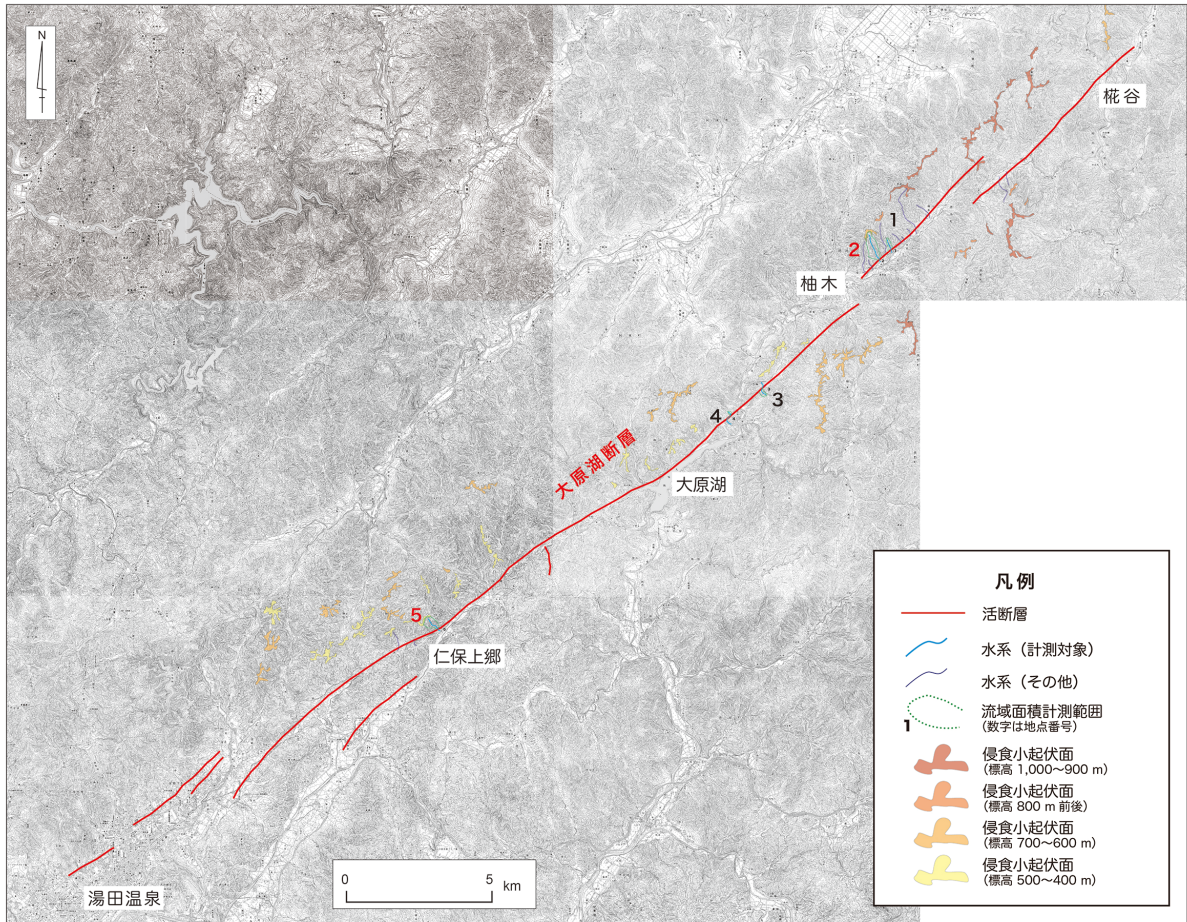 N
椛谷
1
2
柚木
3
4
大原湖断層
大原湖
5
仁保上郷
湯田温泉
0 5 km
凡例
活断層
水系（計測対象）
水系（その他）
1 流域面積計測範囲
（数字は地点番号）
侵食小起伏面
（標高 1,000～900 m）
侵食小起伏面
（標高 800 m 前後）
侵食小起伏面
（標高 700～600 m）
侵食小起伏面
（標高 500～400 m）